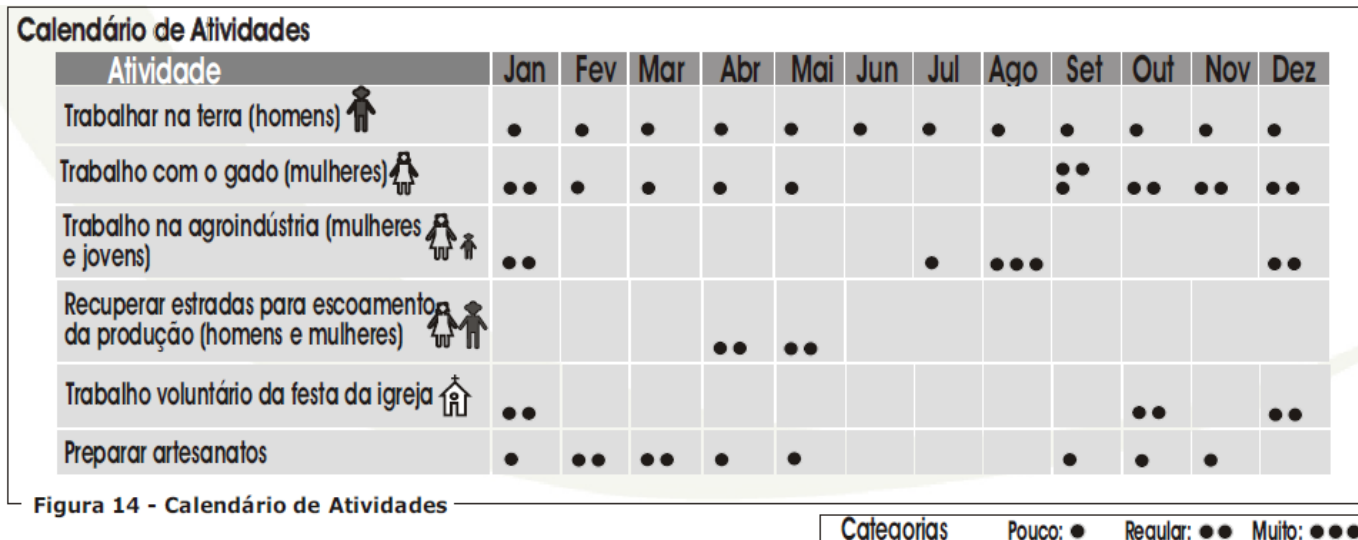 Calendário de Atividades
Atividade Jan Fev Mar Abr Mai Jun Jul Ago Set Out Nov Dez
Trabalhar na terra (homens)
Trabalho com o gado (mulheres)
Trabalho na agroindústria (mulheres
e jovens)
Recuperar estradas para escoamento
da produção (homens e mulheres)
Trabalho voluntário da festa da igreja
Preparar artesanatos
Figura 14 - Calendário de Atividades
Categorias Pouco: ● Regular: ●● Muito: ●●●